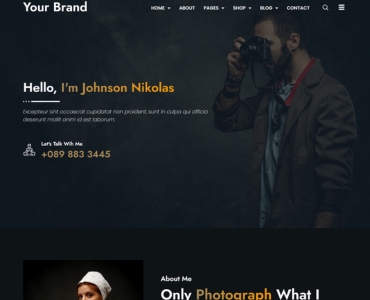 Your Brand
HOME ABOUT PAGES SHOP BLOG CONTACT
Hello, I'm Johnson Nikolas
Excepteur sint occaecat cupidatat non proident, sunt in culpa qui officia
deserunt mollit anim id est laborum.
Let's Talk With Me
+089 883 3445
About Me
Only Photograph What I